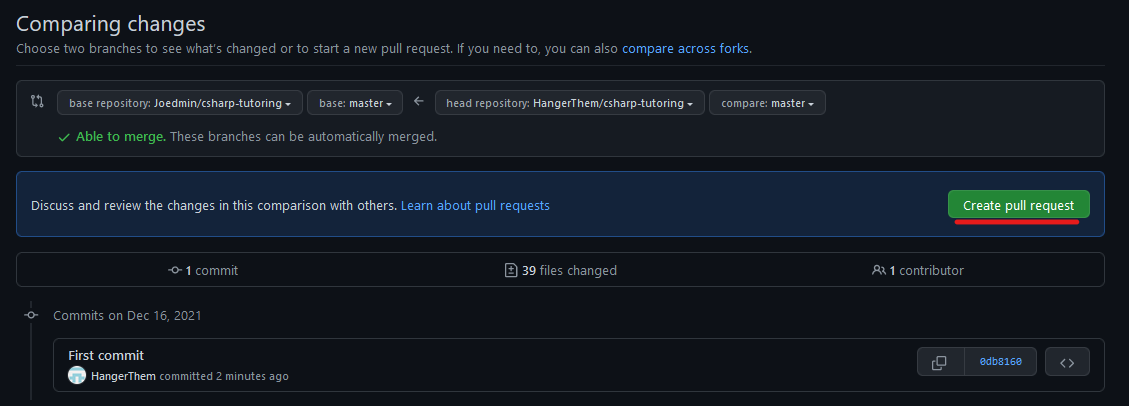 Comparing changes
Choose two branches to see what's changed or to start a new pull request. If you need to, you can also compare across forks.
base repository: Joedmin/csharp-tutoring base: master head repository: HangerThem/csharp-tutoring compare: master
Able to merge. These branches can be automatically merged.
Discuss and review the changes in this comparison with others. Learn about pull requests Create pull request
1 commit 39 files changed 1 contributor
Commits on Dec 16, 2021
First commit
HangerThem committed 2 minutes ago 0db8160